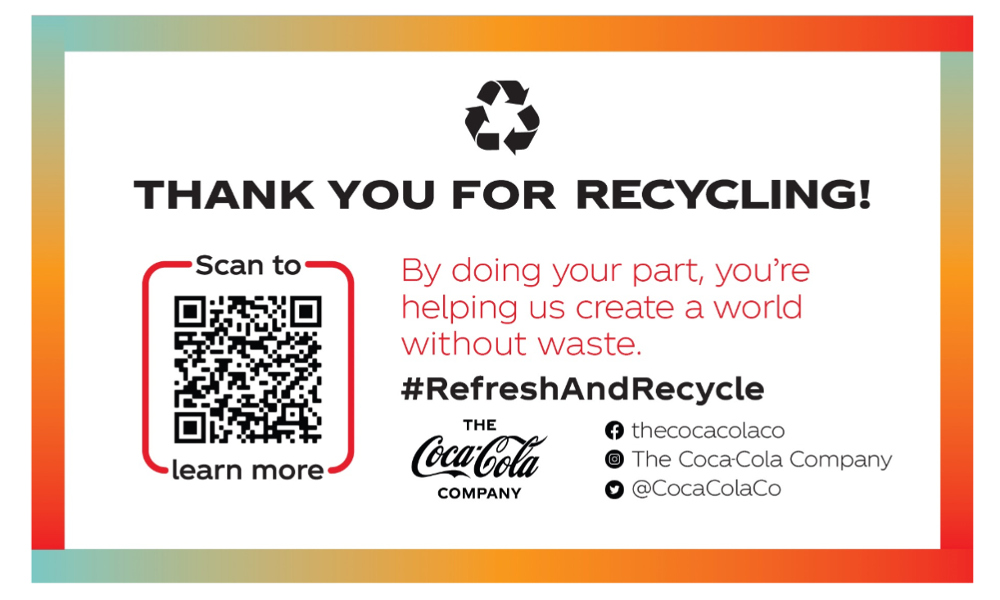 THANK YOU FOR RECYCLING!
Scan to
learn more
By doing your part, you’re
helping us create a world
without waste.
#RefreshAndRecycle
THE
Coca-Cola
COMPANY
thecocacolaco
The Coca-Cola Company
@CocaColaCo